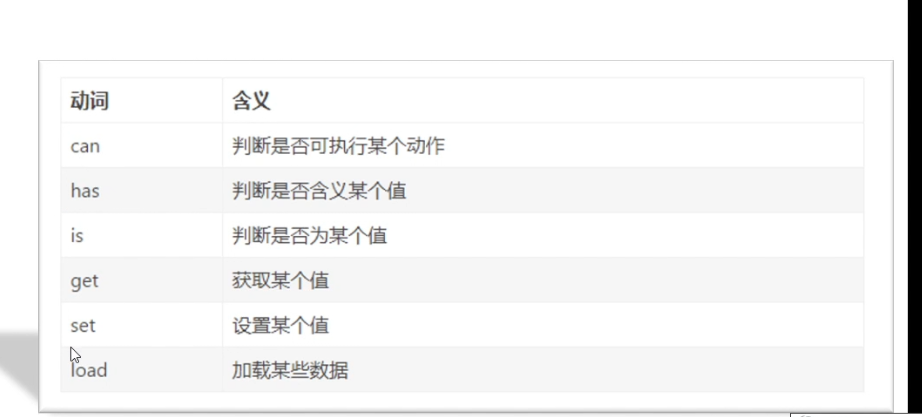 动词 含义
can 判断是否可执行某个动作
has 判断是否含义某个值
is 判断是否为某个值
get 获取某个值
set 设置某个值
load 加载某些数据